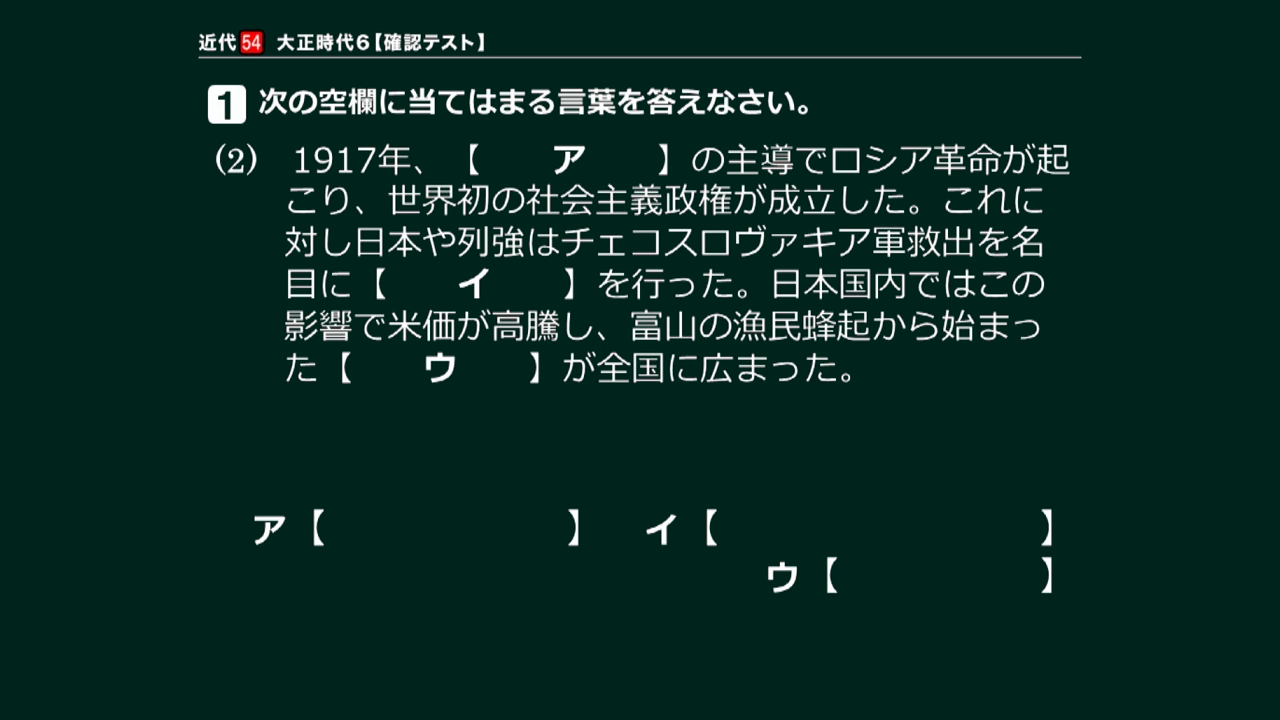 近代54 大正時代6【確認テスト】
1 次の空欄に当てはまる言葉を答えなさい。
(2) 1917年、【 ア 】の主導でロシア革命が起
こり、世界初の社会主義政権が成立した。これに
対し日本や列強はチェコスロヴァキア軍救出を名
目に【 イ 】を行った。日本国内ではこの
影響で米価が高騰し、富山の漁民蜂起から始まっ
た【 ウ 】が全国に広まった。
ア【 】 イ【 】
ウ【 】